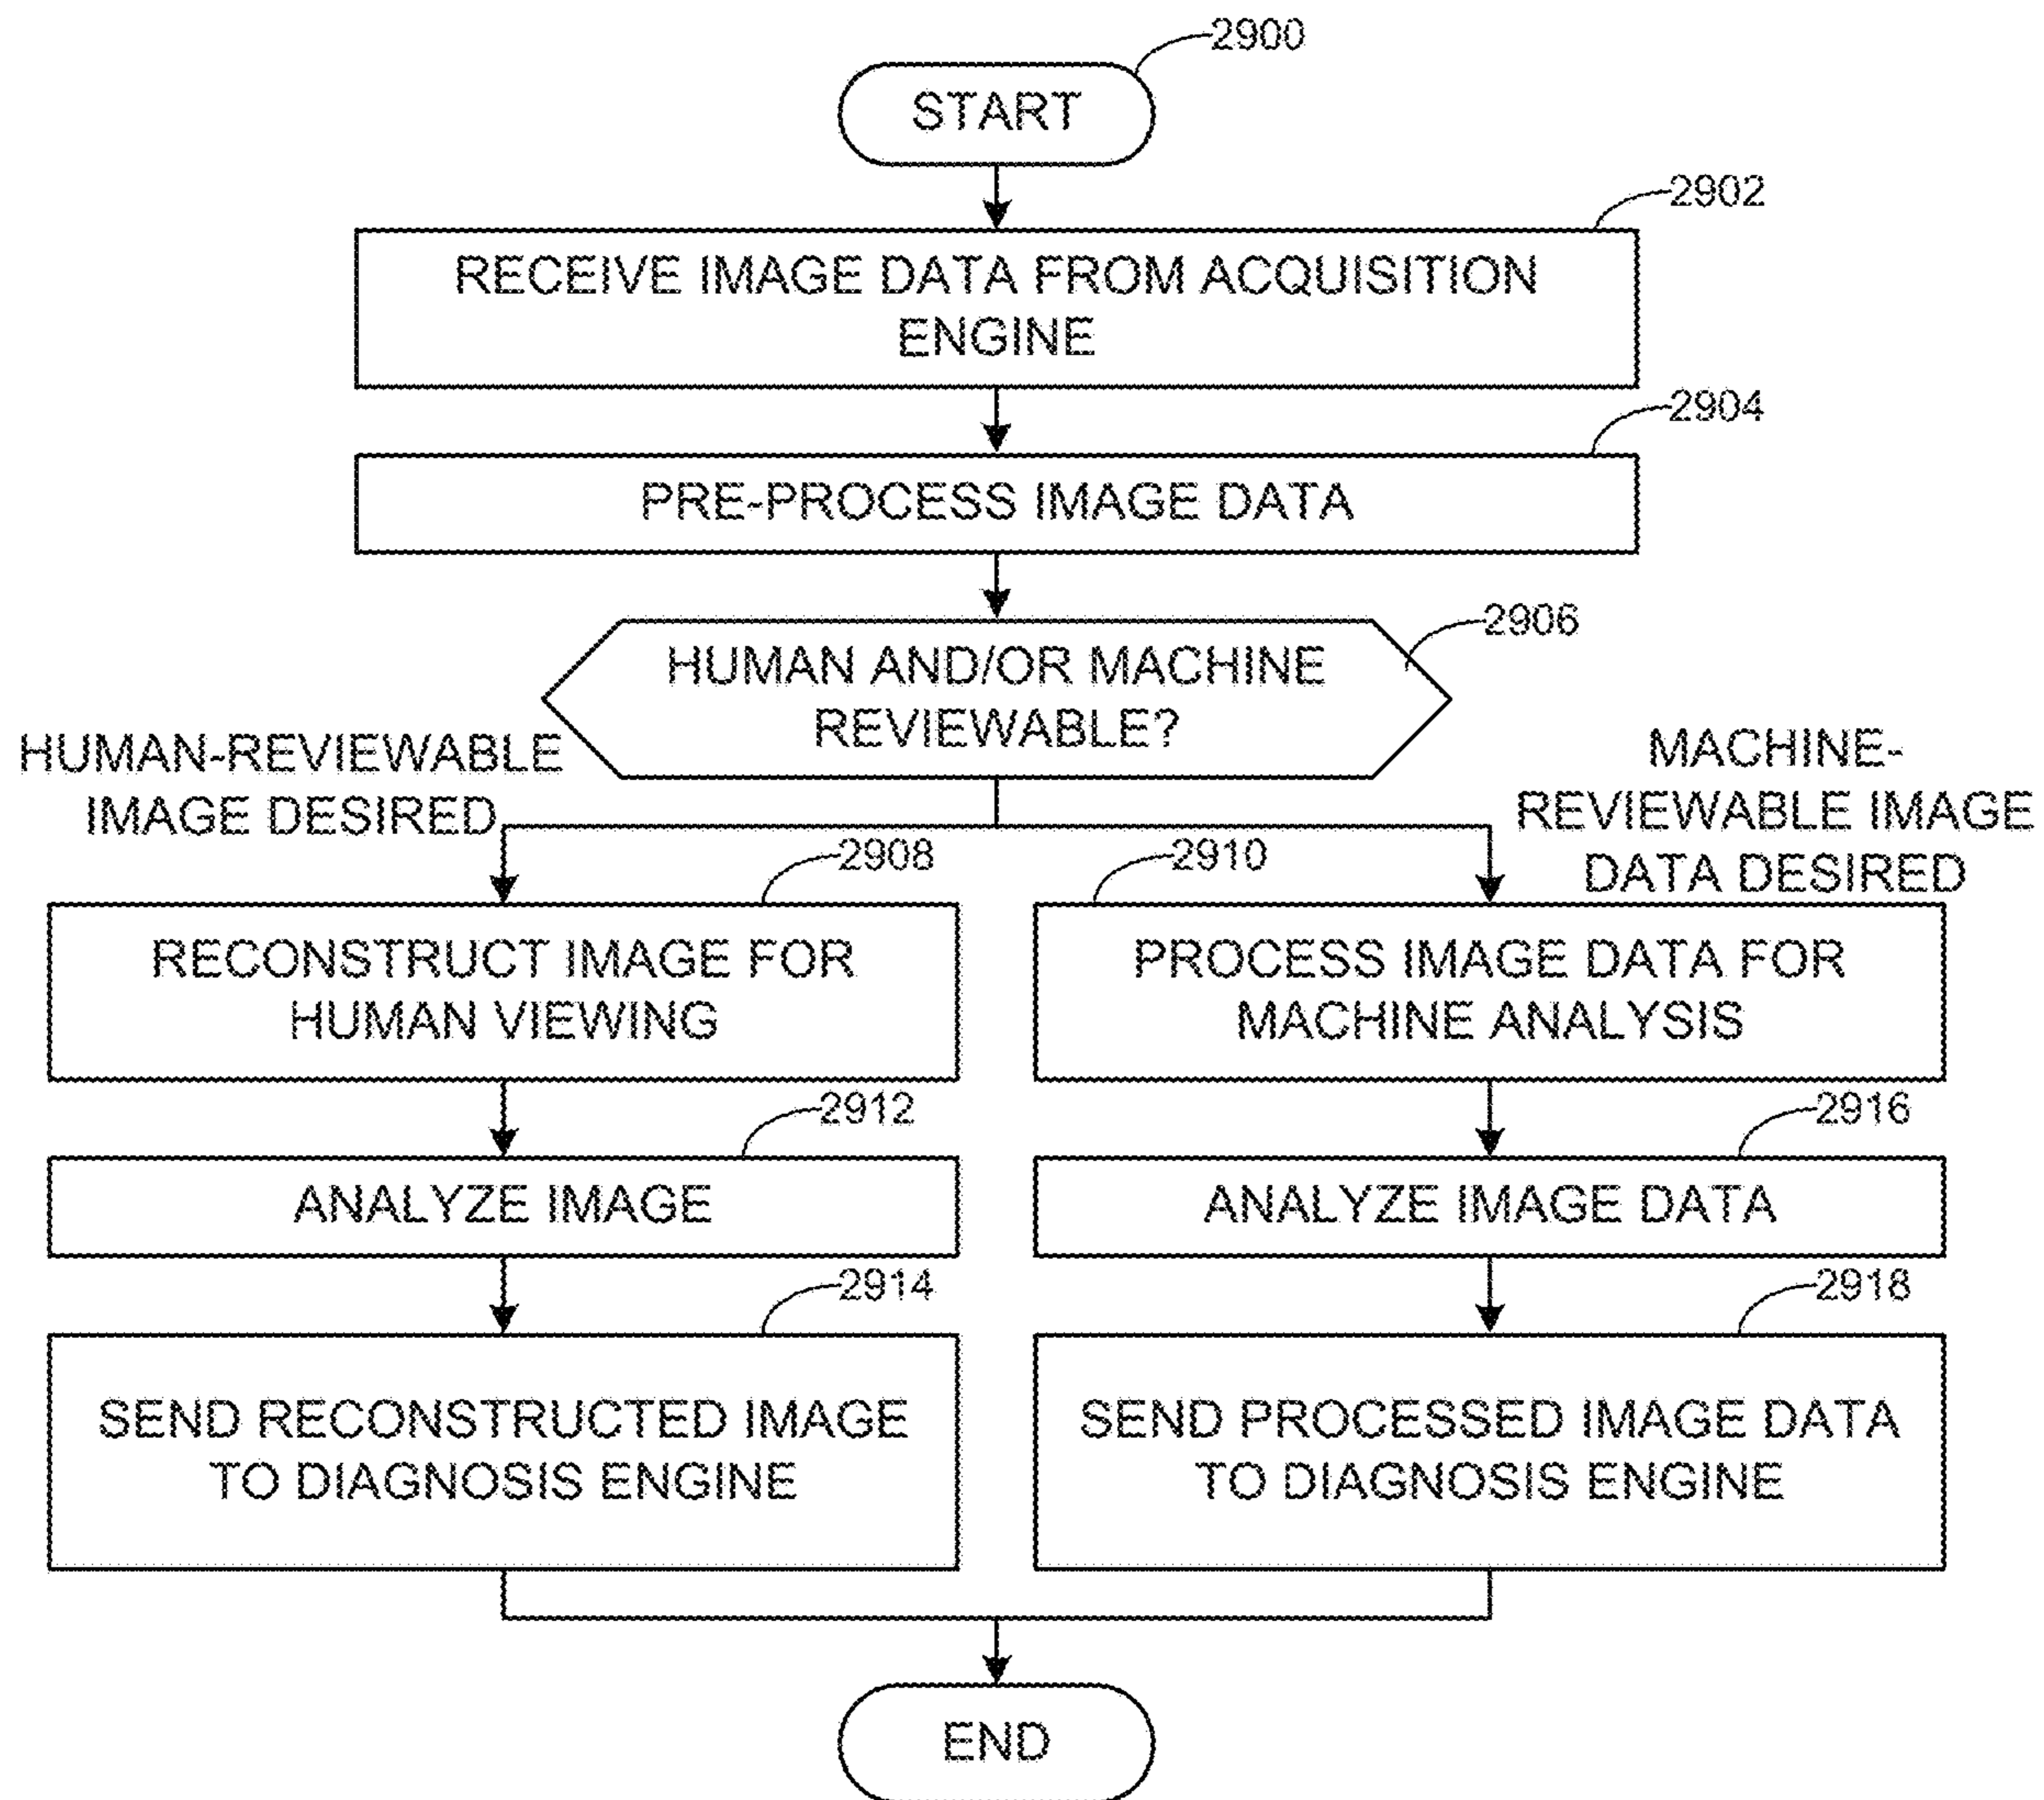 2900
START
2902
RECEIVE IMAGE DATA FROM ACQUISITION
ENGINE
2904
PRE-PROCESS IMAGE DATA
2906
HUMAN AND/OR MACHINE
REVIEWABLE?
HUMAN-REVIEWABLE
IMAGE DESIRED
MACHINE-
REVIEWABLE IMAGE
DATA DESIRED
2908
RECONSTRUCT IMAGE FOR
HUMAN VIEWING
2910
PROCESS IMAGE DATA FOR
MACHINE ANALYSIS
2912
ANALYZE IMAGE
2916
ANALYZE IMAGE DATA
2914
SEND RECONSTRUCTED IMAGE
TO DIAGNOSIS ENGINE
2918
SEND PROCESSED IMAGE DATA
TO DIAGNOSIS ENGINE
END